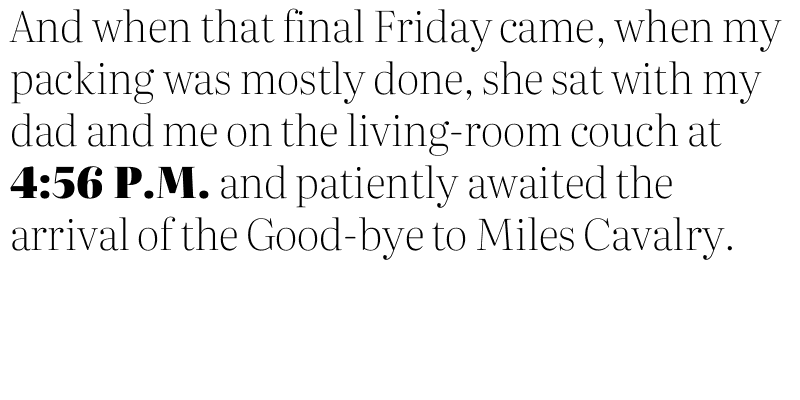 And when that final Friday came, when my
packing was mostly done, she sat with my
dad and me on the living-room couch at
4:56 P.M. and patiently awaited the
arrival of the Good-bye to Miles Cavalry.